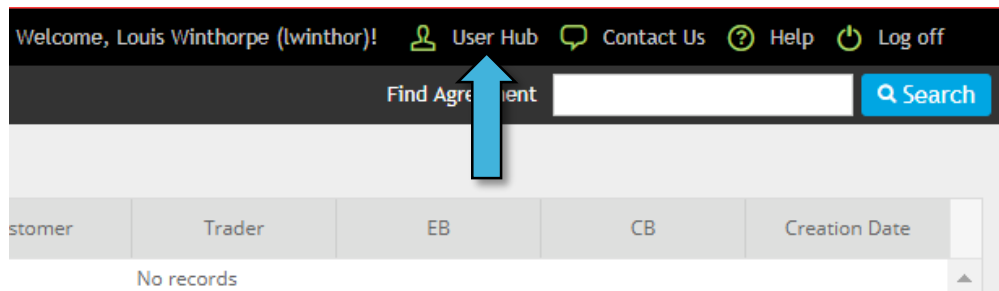 Welcome, Louis Winthorpe (lwinthor)! User Hub Contact Us Help Log off
Find Search
stomer Trader EB CB Creation Date
No records